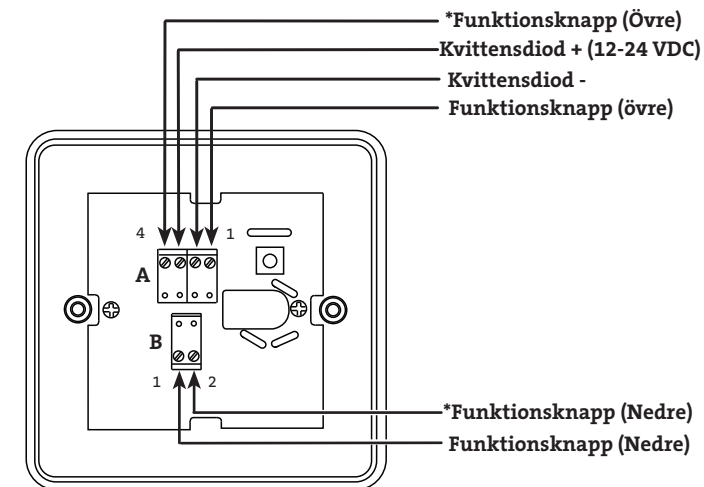 *Funktionsknapp (Övre)
Kvittensdiod + (12-24 VDC)
Kvittensdiod -
Funktionsknapp (övre)
4 1
A
B
1 2
*Funktionsknapp (Nedre)
Funktionsknapp (Nedre)